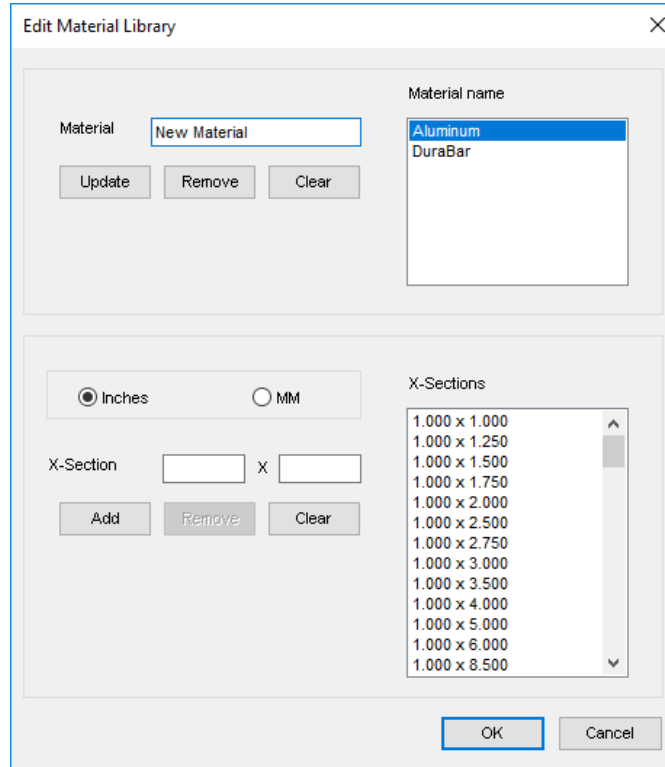 Edit Material Library
Material name
Material New Material
Aluminum
DuraBar
Update Remove Clear
Inches MM
X-Sections
X-Section X
Add Remove Clear
1.000 x 1.000
1.000 x 1.250
1.000 x 1.500
1.000 x 1.750
1.000 x 2.000
1.000 x 2.500
1.000 x 2.750
1.000 x 3.000
1.000 x 3.500
1.000 x 4.000
1.000 x 5.000
1.000 x 6.000
1.000 x 8.500
OK Cancel